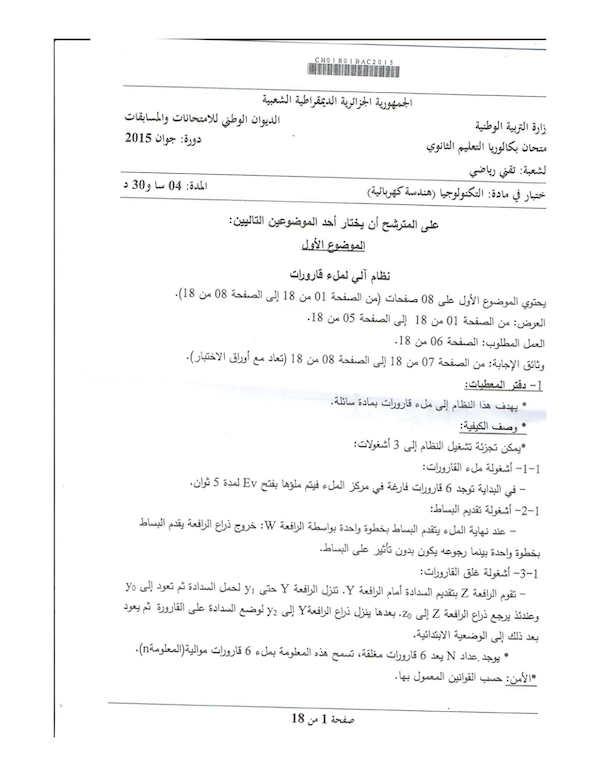 CH01R01BAC2015
الجمهورية الجزائرية الديمقراطية الشعبية
زارة التربية الوطنية
الديوان الوطني للامتحانات والمسابقات
متحان بكالوريا التعليم الثانوي
دورة: جوان 2015
لشعبة: تقني رياضي
ختبار في مادة: التكنولوجيا (هندسة كهربائية)
المدة: 04 سا و30 د
على المترشح أن يختار أحد الموضوعين التاليين:
الموضوع الأول
نظام آلي لملء قارورات
يحتوي الموضوع الأول على 08 صفحات (من الصفحة 01 من 18 إلى الصفحة 08 من 18).
العرض: من الصفحة 01 من 18 إلى الصفحة 05 من 18.
العمل المطلوب: الصفحة 06 من 18.
وثائق الإجابة: من الصفحة 07 من 18 إلى الصفحة 08 من 18 (تعاد مع أوراق الاختبار).
1- دفتر المعطيات:
* يهدف هذا النظام إلى ملء قارورات بمادة سائلة.
* وصف الكيفية:
*يمكن تجزئة تشغيل النظام إلى 3 أشغولات:
1-1- أشغولة ملء القارورات:
- في البداية توجد 6 قارورات فارغة في مركز الملء فيتم ملؤها بفتح Ev لمدة 5 ثوان.
1-2- أشغولة تقديم البساط:
- عند نهاية الملء يتقدم البساط بخطوة واحدة بواسطة الرافعة W: خروج ذراع الرافعة يقدم البساط
بخطوة واحدة بينما رجوعه يكون بدون تأثير على البساط.
1-3- أشغولة غلق القارورات:
- تقوم الرافعة Z بتقديم السدادة أمام الرافعة Y. تنزل الرافعة Y حتى y₁ لحمل السدادة ثم تعود إلى y₀
وعندئذ يرجع ذراع الرافعة Z إلى z₀. بعدها ينزل ذراع الرافعةY إلى y₂ لوضع السدادة على القارورة ثم يعود
بعد ذلك إلى الوضعية الابتدائية.
* يوجد عداد N يعد 6 قارورات مغلقة، تسمح هذه المعلومة بملء 6 قارورات موالية(المعلومةn).
*الأمن: حسب القوانين المعمول بها.
صفحة 1 من 18